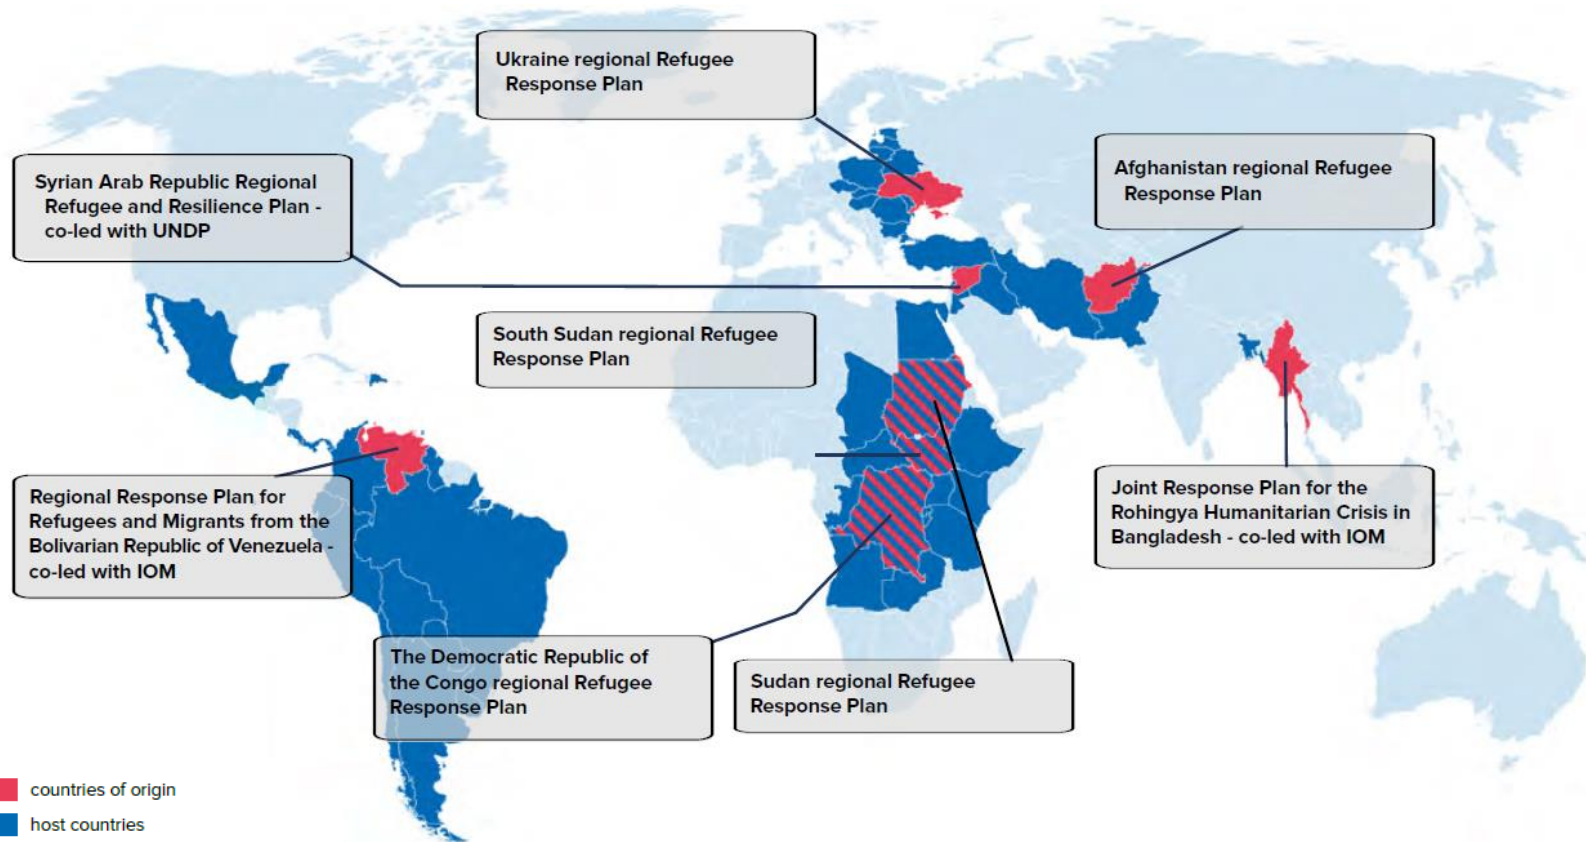 Ukraine regional Refugee
Response Plan
Syrian Arab Republic Regional
Refugee and Resilience Plan -
co-led with UNDP
Afghanistan regional Refugee
Response Plan
South Sudan regional Refugee
Response Plan
Regional Response Plan for
Refugees and Migrants from the
Bolivarian Republic of Venezuela -
co-led with IOM
Joint Response Plan for the
Rohingya Humanitarian Crisis in
Bangladesh - co-led with IOM
The Democratic Republic of
the Congo regional Refugee
Response Plan
Sudan regional Refugee
Response Plan
countries of origin
host countries